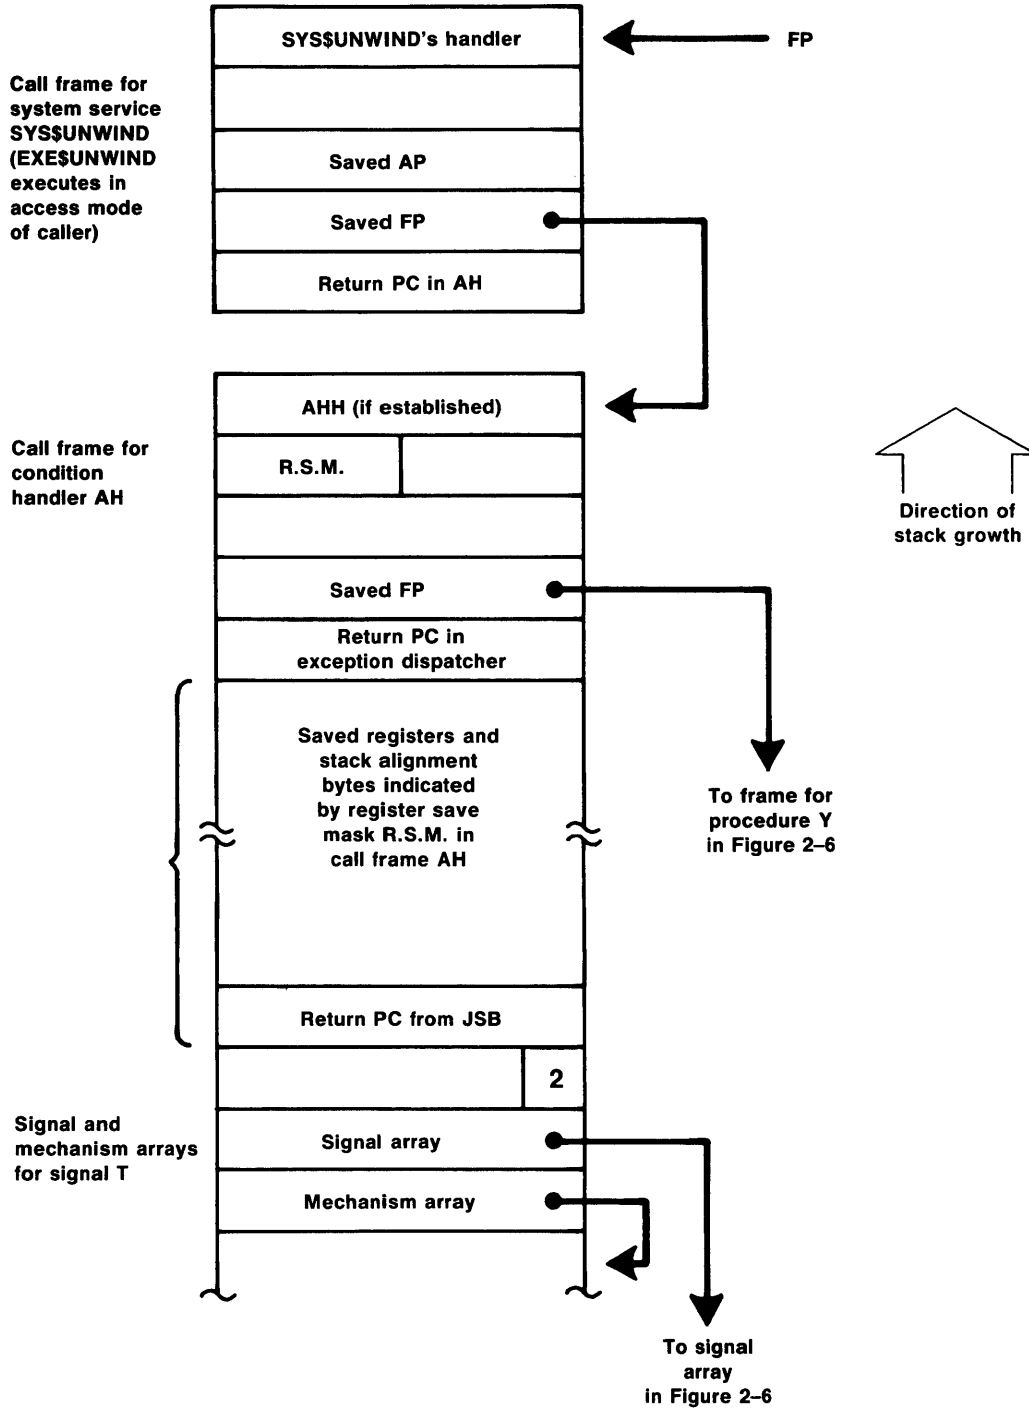 SYS$UNWIND's handler
FP
Call frame for
system service
SYS$UNWIND
(EXE$UNWIND
executes in
access mode
of caller)
Saved AP
Saved FP
Return PC in AH
AHH (if established)
Call frame for
condition
handler AH
R.S.M.
Direction of
stack growth
Saved FP
Return PC in
exception dispatcher
Saved registers and
stack alignment
bytes indicated
by register save
mask R.S.M. in
call frame AH
To frame for
procedure Y
in Figure 2–6
Return PC from JSB
2
Signal and
mechanism arrays
for signal T
Signal array
Mechanism array
To signal
array
in Figure 2–6